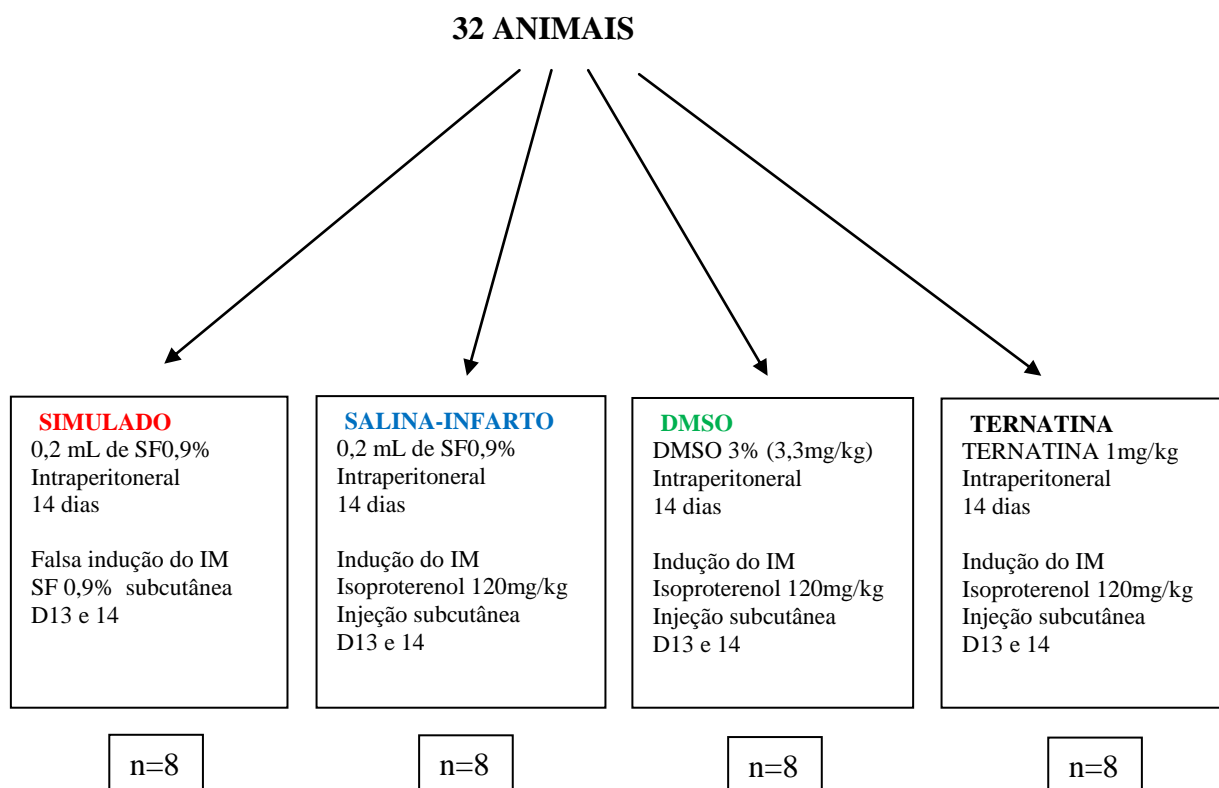 32 ANIMAIS
SIMULADO
0,2 mL de SF0,9%
Intraperitoneral
14 dias
Falsa indução do IM
SF 0,9% subcutânea
D13 e 14
n=8
SALINA-INFARTO
0,2 mL de SF0,9%
Intraperitoneral
14 dias
Indução do IM
Isoproterenol 120mg/kg
Injeção subcutânea
D13 e 14
n=8
DMSO
DMSO 3% (3,3mg/kg)
Intraperitoneral
14 dias
Indução do IM
Isoproterenol 120mg/kg
Injeção subcutânea
D13 e 14
n=8
TERNATINA
TERNATINA 1mg/kg
Intraperitoneral
14 dias
Indução do IM
Isoproterenol 120mg/kg
Injeção subcutânea
D13 e 14
n=8